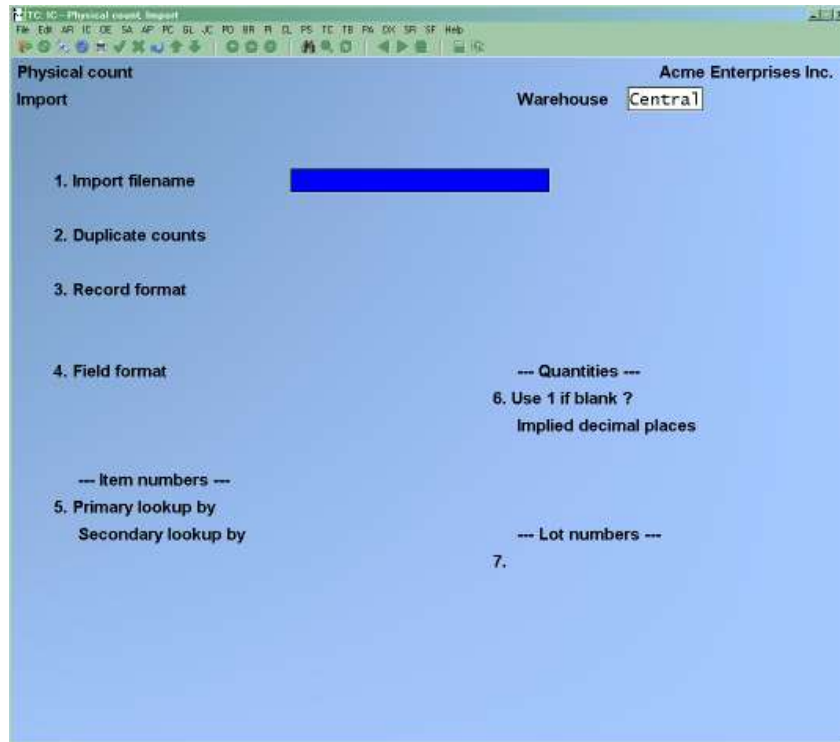 TC: IC - Physical count, Import
File Edit AR IC OE SA AP PC GL JC PO BR PI CL PS TC TB PA DX SR SF Help
Physical count Acme Enterprises Inc.
Import Warehouse Central
1. Import filename
2. Duplicate counts
3. Record format
4. Field format --- Quantities ---
6. Use 1 if blank ?
Implied decimal places
--- Item numbers ---
5. Primary lookup by
Secondary lookup by --- Lot numbers ---
7.